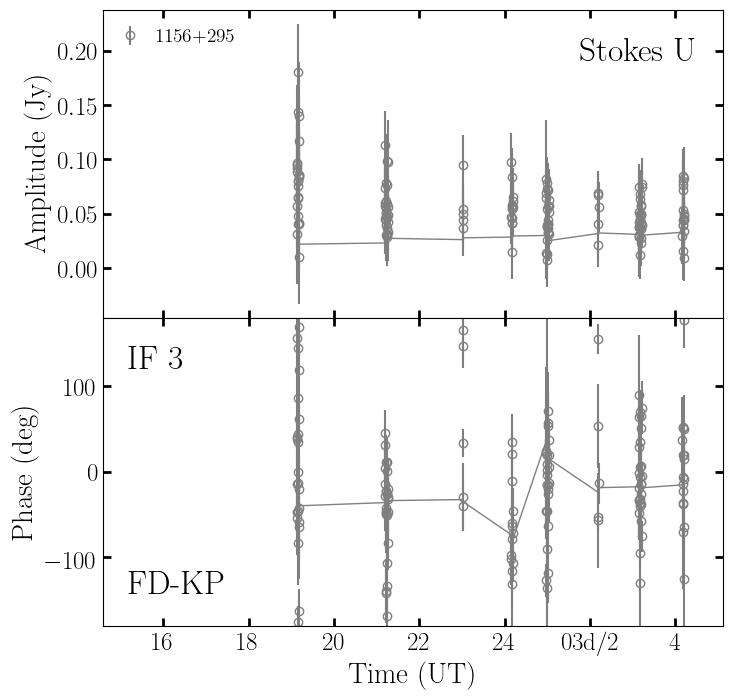 1156+295
Stokes U
Amplitude (Jy)
0.20
0.15
0.10
0.05
0.00
IF 3
FD-KP
Phase (deg)
100
0
−100
16 18 20 22 24 03d/2 4
Time (UT)